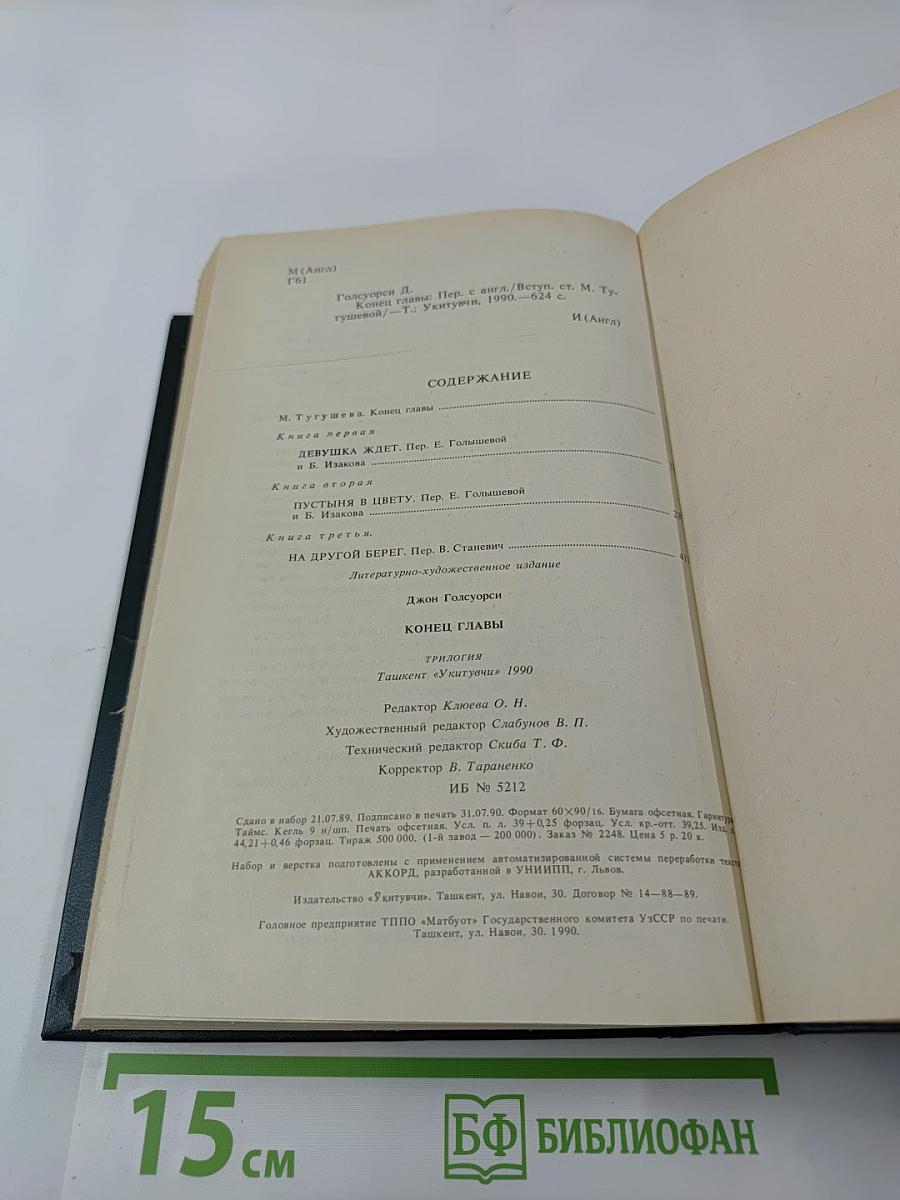 М (Англ)
Г61
Голсуорси Д.
Конец главы: Пер. с англ./Вступ. ст. М. Ту-
гушевой/—Т.: Укитувчи, 1990.—624 с.
И (Англ)
СОДЕРЖАНИЕ
М. Тугушева. Конец главы
Книга первая
ДЕВУШКА ЖДЕТ. Пер. Е. Голышевой
и Б. Изакова
Книга вторая
ПУСТЫНЯ В ЦВЕТУ. Пер. Е. Голышевой
и Б. Изакова
Книга третья.
НА ДРУГОЙ БЕРЕГ. Пер. В. Станевич
Литературно-художественное издание
Джон Голсуорси
КОНЕЦ ГЛАВЫ
ТРИЛОГИЯ
Ташкент «Укитувчи» 1990
Редактор Клюева О. Н.
Художественный редактор Слабунов В. П.
Технический редактор Скиба Т. Ф.
Корректор В. Тараненко
ИБ № 5212
Сдано в набор 21.07.89. Подписано в печать 31.07.90. Формат 60×90/16. Бумага офсетная. Гарнитура
Таймс. Кегль 9 н/шп. Печать офсетная. Усл. п. л. 39+0,25 форзац. Усл. кр.-отт. 39,25. Изд.
44,21+0,46 форзац. Тираж 500 000. (1-й завод — 200 000). Заказ № 2248. Цена 5 р. 20 к.
Набор и верстка подготовлены с применением автоматизированной системы переработки текста
АККОРД, разработанной в УНИИПП, г. Львов.
Издательство «Ўқитувчи». Ташкент, ул. Навои, 30. Договор № 14—88—89.
Головное предприятие ТППО «Матбуот» Государственного комитета УзССР по печати.
Ташкент, ул. Навои, 30. 1990.
15 см
БФ БИБЛИОФАН